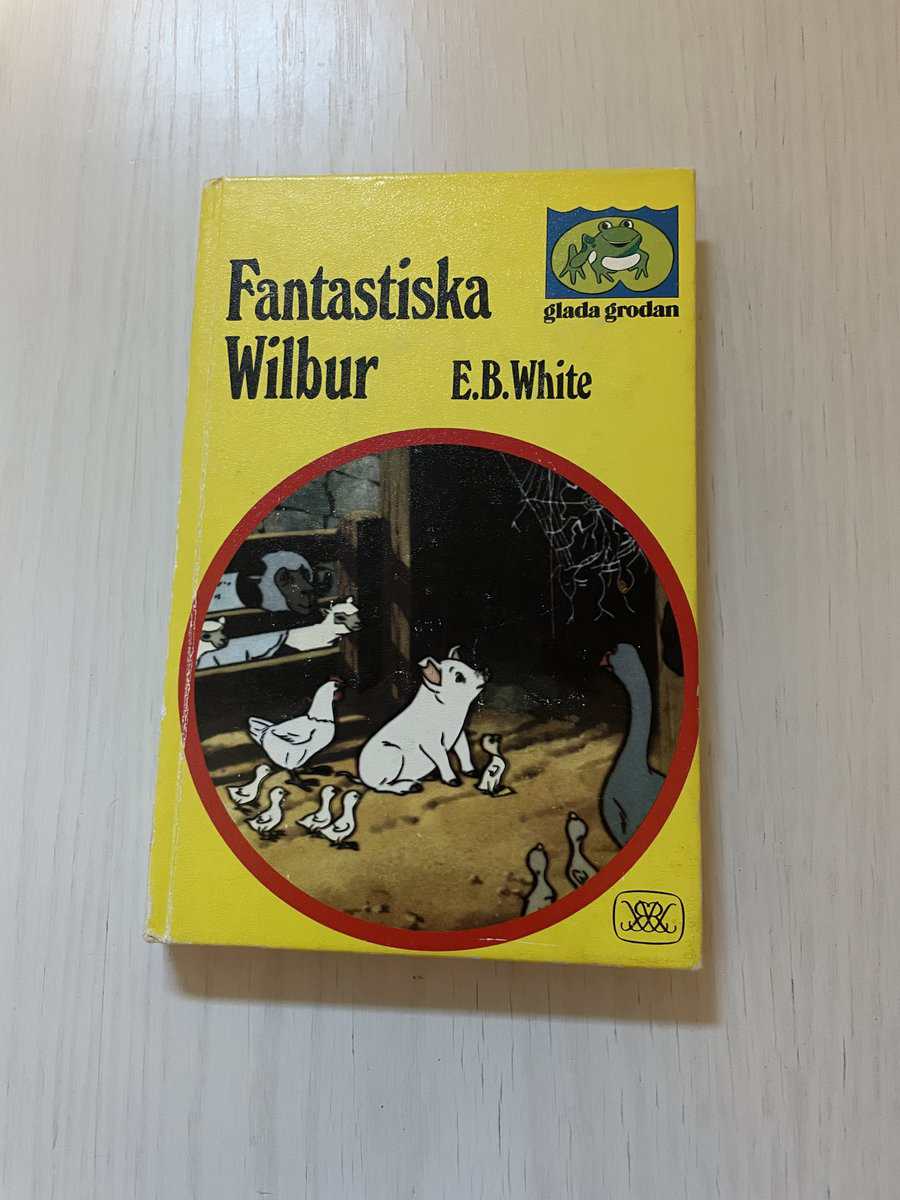 Fantastiska
Wilbur
E.B.White
glada grodan